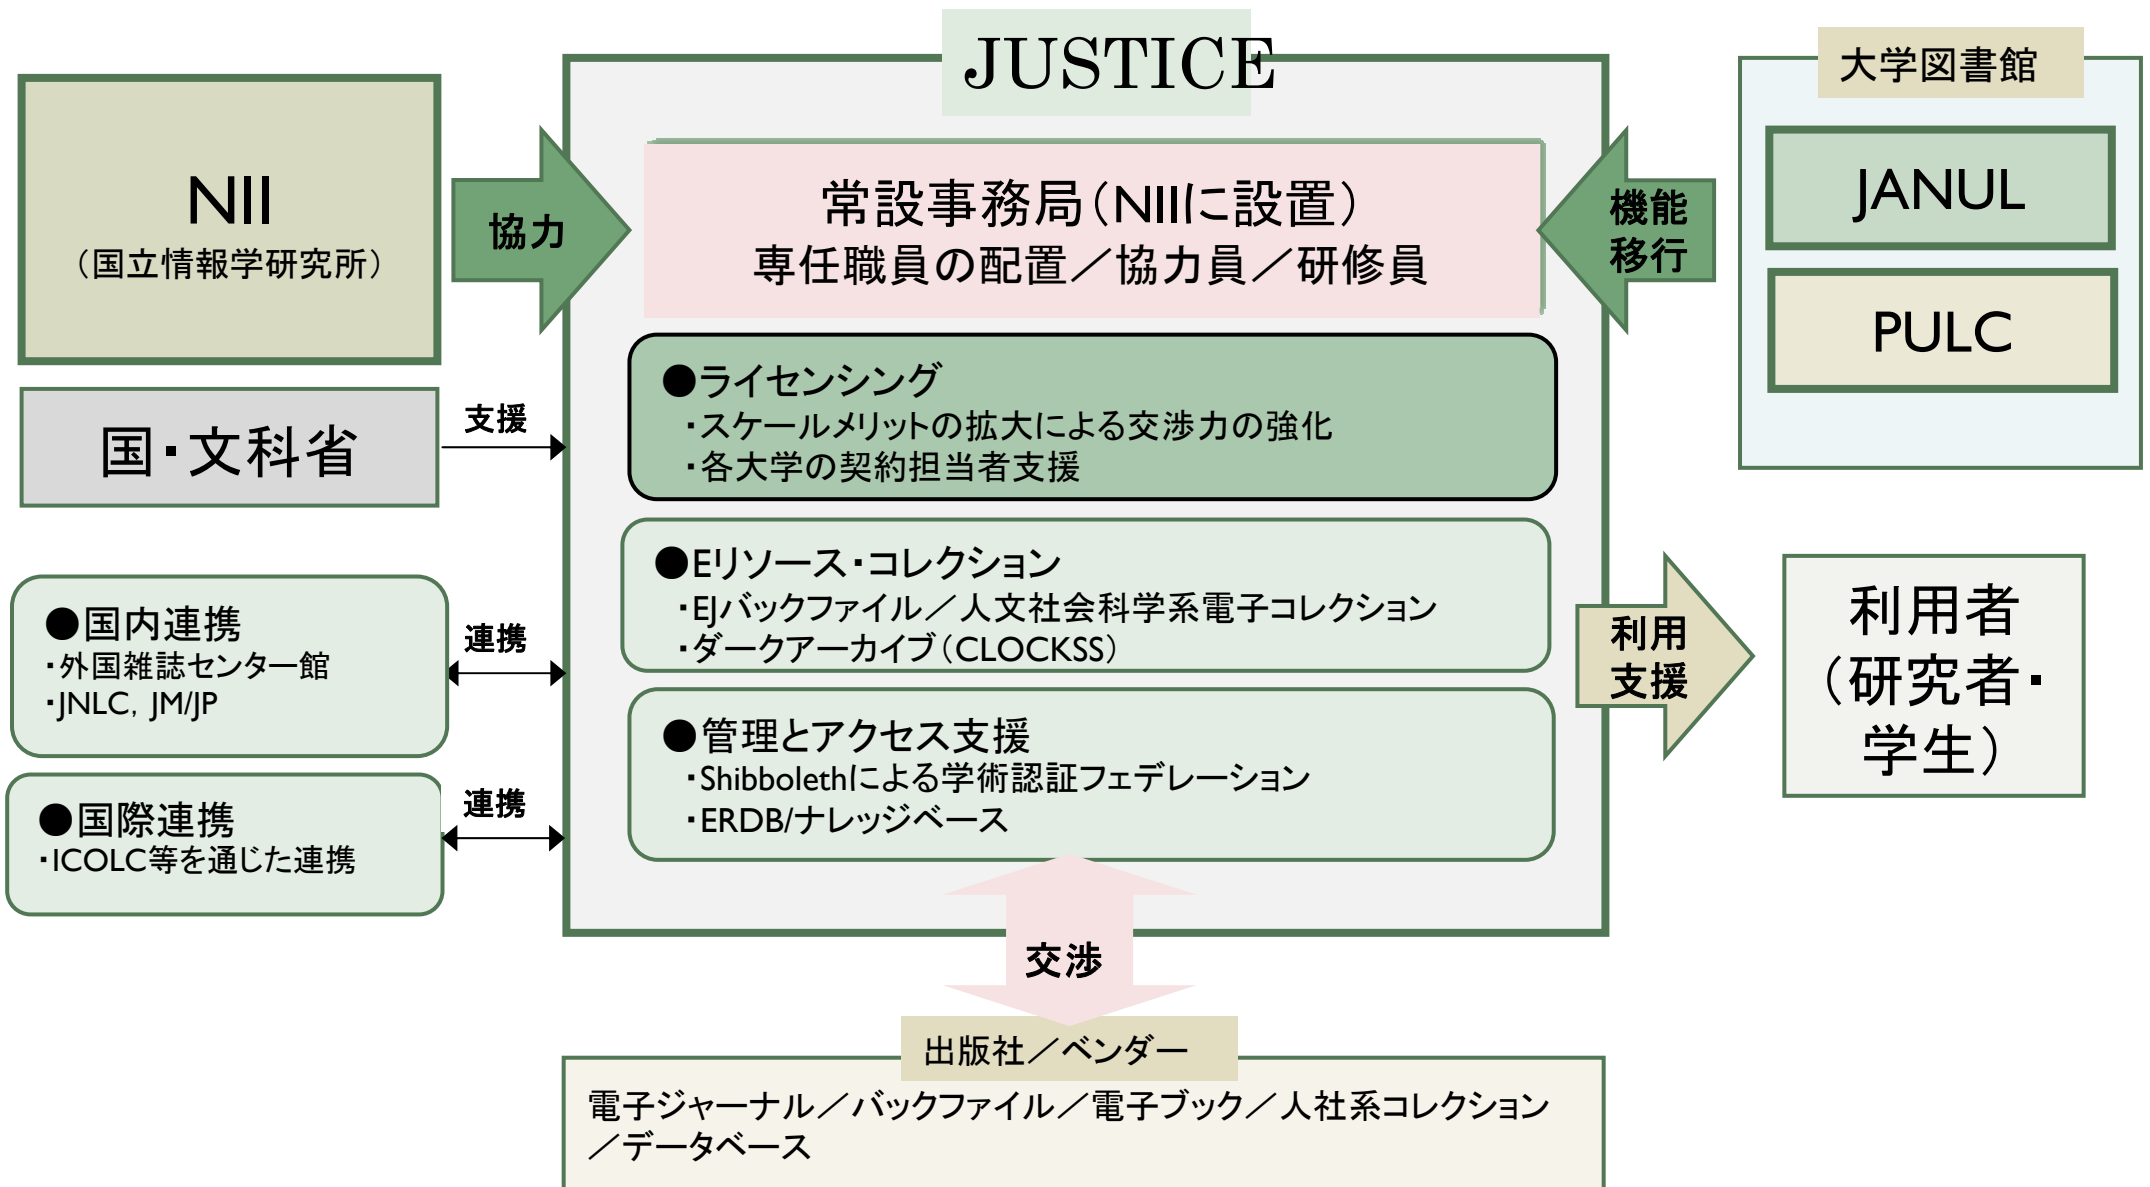 JUSTICE
NII
（国立情報学研究所）
協力
常設事務局（NIIに設置）
専任職員の配置／協力員／研修員
機能
移行
大学図書館
JANUL
PULC
国・文科省
支援
●ライセンシング
・スケールメリットの拡大による交渉力の強化
・各大学の契約担当者支援
●国内連携
・外国雑誌センター館
・JNLC, JM/JP
連携
●Eリソース・コレクション
・EJバックファイル／人文社会科学系電子コレクション
・ダークアーカイブ（CLOCKSS）
利用
支援
利用者
（研究者・
学生）
●国際連携
・ICOLC等を通じた連携
連携
●管理とアクセス支援
・Shibbolethによる学術認証フェデレーション
・ERDB/ナレッジベース
交渉
出版社／ベンダー
電子ジャーナル／バックファイル／電子ブック／人社系コレクション
／データベース